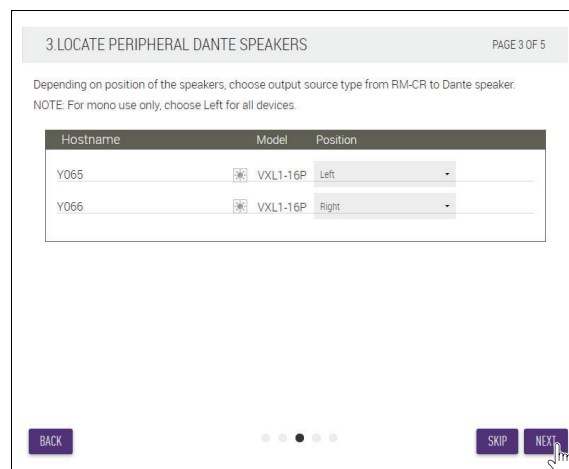 3.LOCATE PERIPHERAL DANTE SPEAKERS PAGE 3 OF 5
Depending on position of the speakers, choose output source type from RM-CR to Dante speaker.
NOTE: For mono use only, choose Left for all devices.
Hostname Model Position
Y065 VXL1-16P Left
Y066 VXL1-16P Right
BACK SKIP NEXT